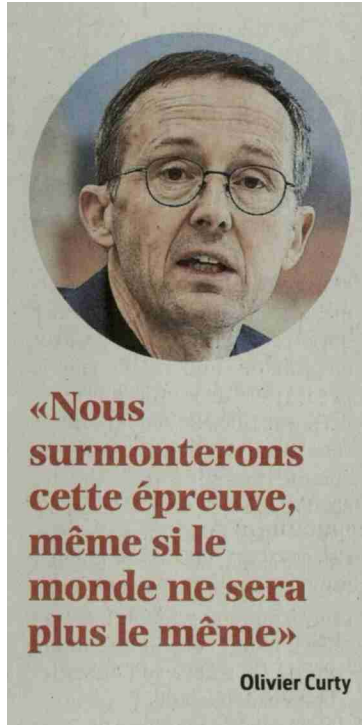 «Nous
surmonterons
cette épreuve,
même si le
monde ne sera
plus le même»
Olivier Curty